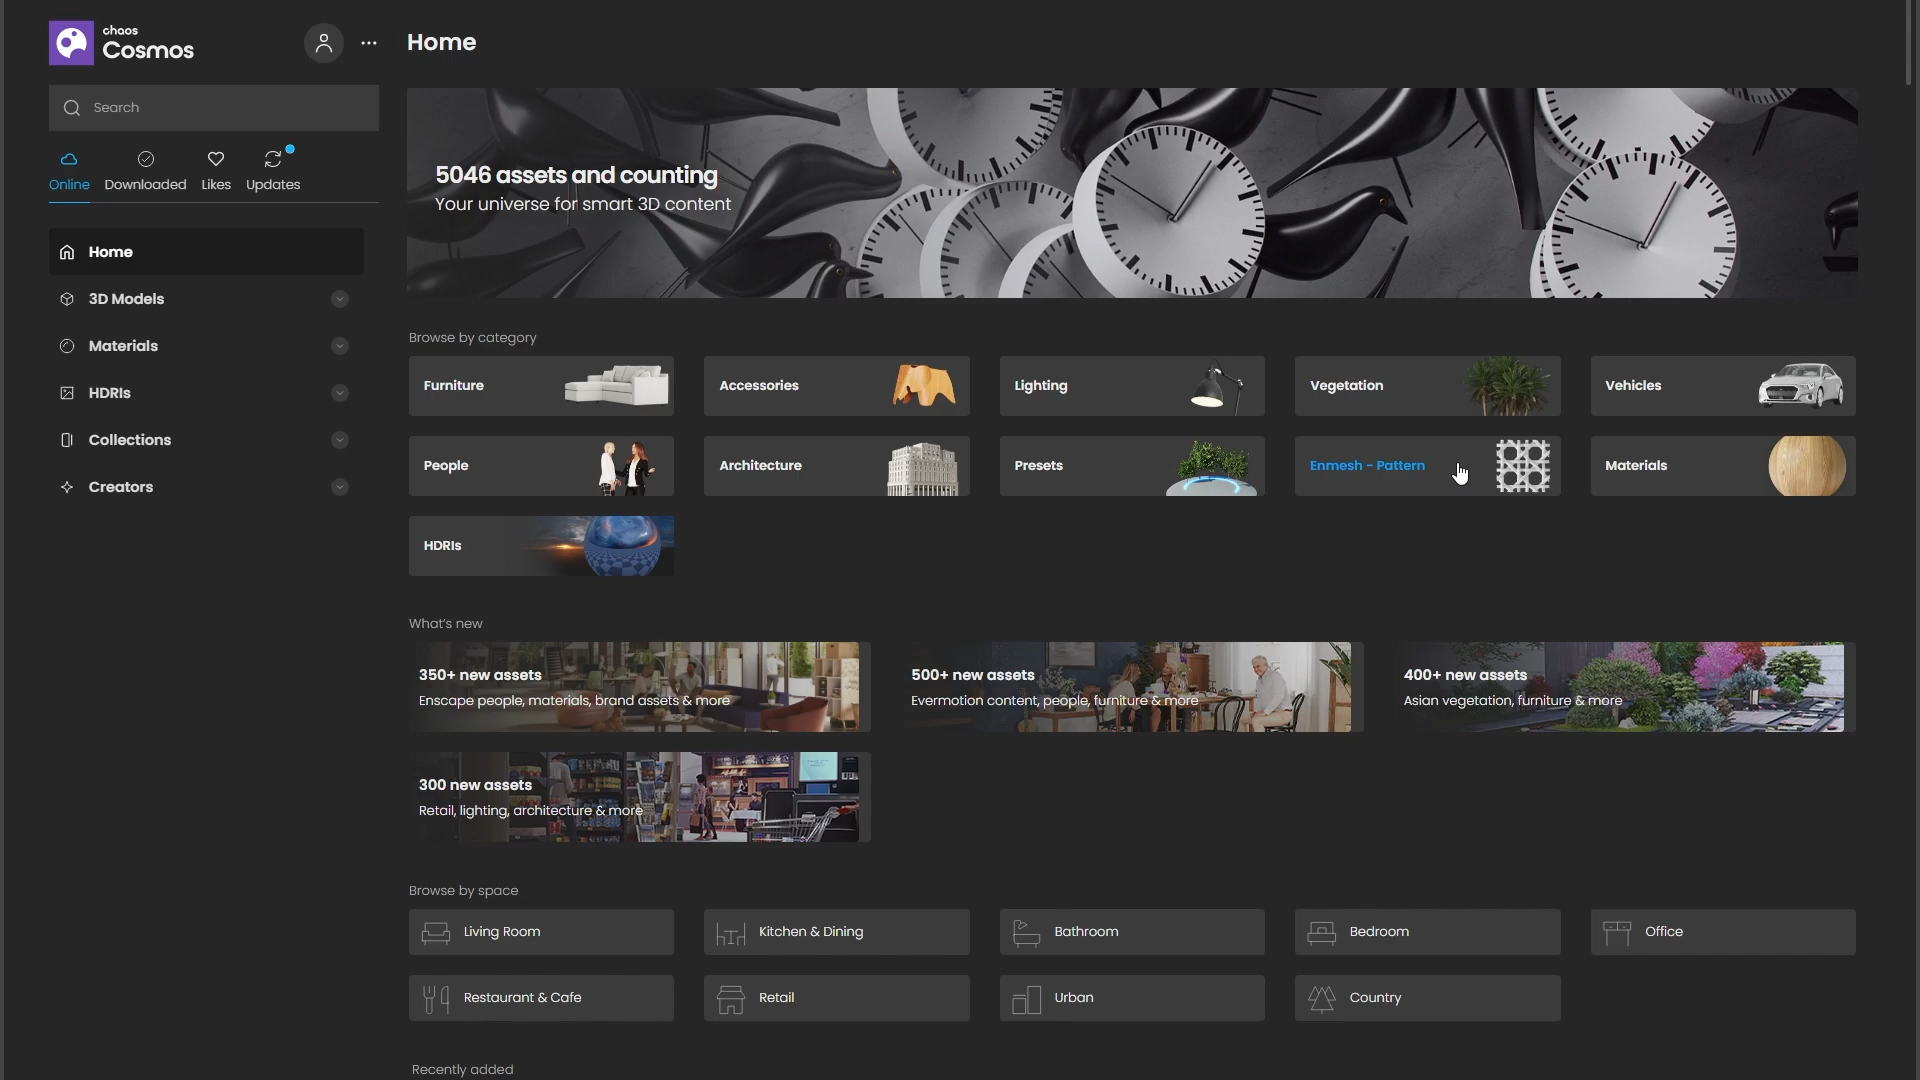 chaos
Cosmos
Home
Search
Online
Downloaded
Likes
Updates
Home
3D Models
Materials
HDRIs
Collections
Creators
5046 assets and counting
Your universe for smart 3D content
Browse by category
Furniture
Accessories
Lighting
Vegetation
Vehicles
People
Architecture
Presets
Enmesh - Pattern
Materials
HDRIs
What's new
350+ new assets
Enscape people, materials, brand assets & more
500+ new assets
Evermotion content, people, furniture & more
400+ new assets
Asian vegetation, furniture & more
300 new assets
Retail, lighting, architecture & more
Browse by space
Living Room
Kitchen & Dining
Bathroom
Bedroom
Office
Restaurant & Cafe
Retail
Urban
Country
Recently added